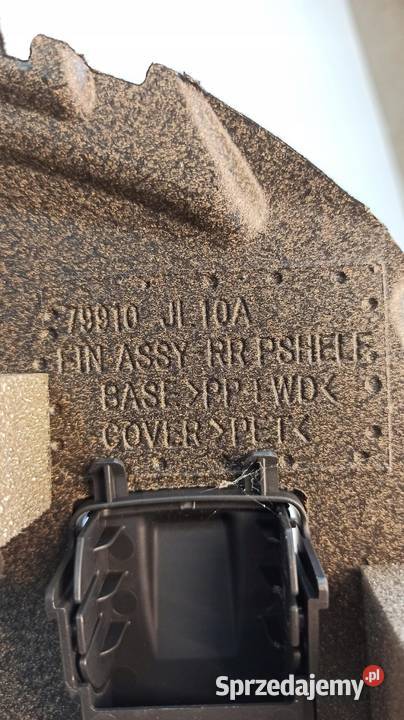 79910 JL10A
FIN ASSY-RR PSHELF
BASE >PP+WD<
COVER >PET<
Sprzedajemy.pl